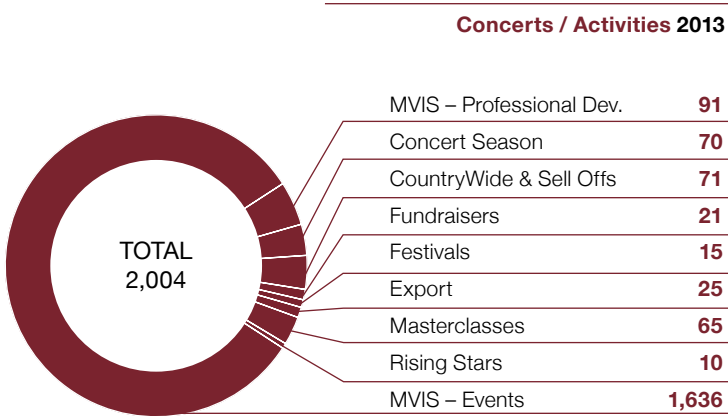 Concerts / Activities 2013
MVIS – Professional Dev. 91
Concert Season 70
CountryWide & Sell Offs 71
Fundraisers 21
Festivals 15
Export 25
Masterclasses 65
Rising Stars 10
MVIS – Events 1,636
TOTAL
2,004